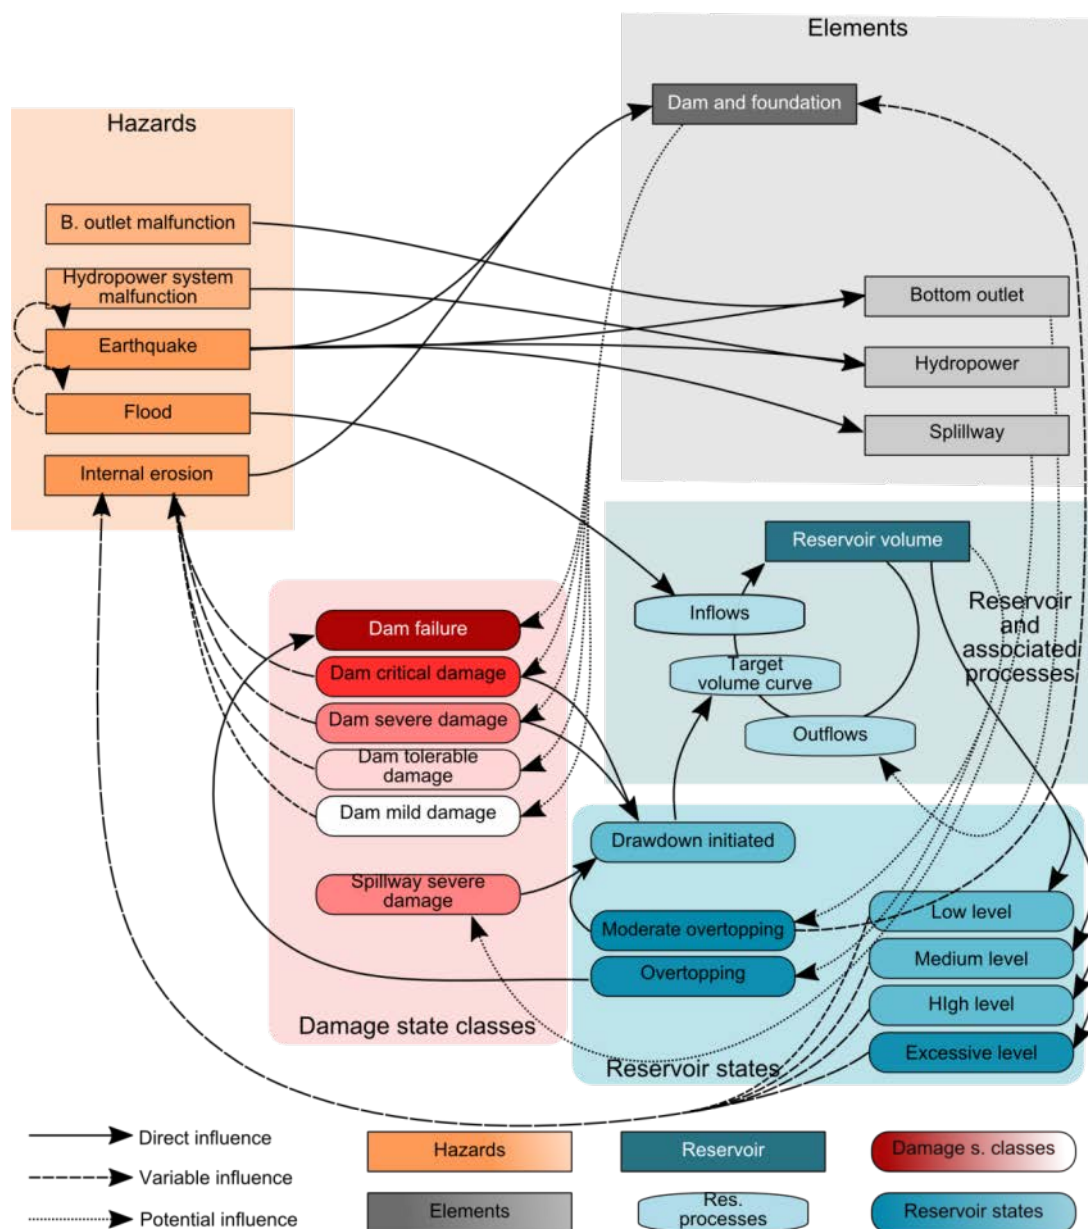 Elements
Dam and foundation
Hazards
B. outlet malfunction
Hydropower system
malfunction
Earthquake
Flood
Internal erosion
Bottom outlet
Hydropower
Splillway
Reservoir volume
Inflows
Target
volume curve
Outflows
Reservoir
and
associated
processes
Dam failure
Dam critical damage
Dam severe damage
Dam tolerable
damage
Dam mild damage
Spillway severe
damage
Damage state classes
Drawdown initiated
Moderate overtopping
Overtopping
Low level
Medium level
HIgh level
Excessive level
Reservoir states
Direct influence
Variable influence
Potential influence
Hazards
Elements
Reservoir
Res.
processes
Damage s. classes
Reservoir states